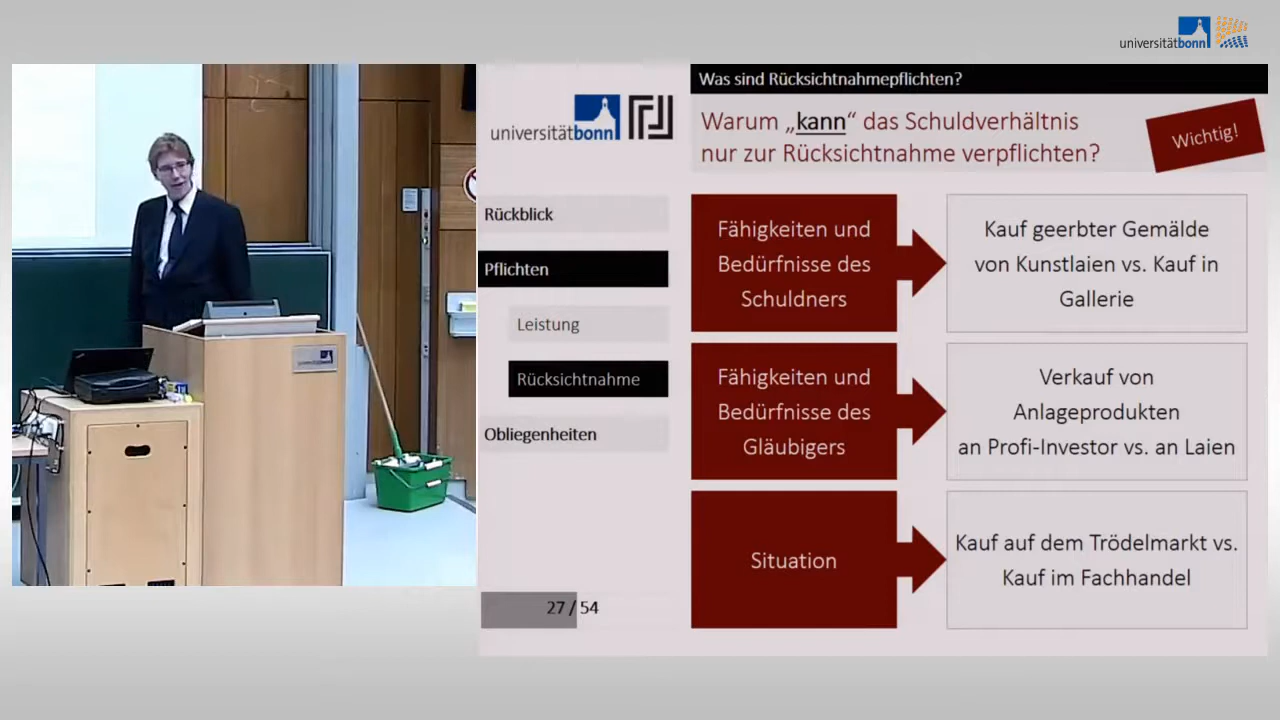 universitätbonn
Was sind Rücksichtnahmepflichten?
universitätbonn
Warum „kann“ das Schuldverhältnis
nur zur Rücksichtnahme verpflichten?
Wichtig!
Rückblick
Pflichten
Leistung
Rücksichtnahme
Obliegenheiten
27 / 54
Fähigkeiten und
Bedürfnisse des
Schuldners
Kauf geerbter Gemälde
von Kunstlaien vs. Kauf in
Gallerie
Fähigkeiten und
Bedürfnisse des
Gläubigers
Verkauf von
Anlageprodukten
an Profi-Investor vs. an Laien
Situation
Kauf auf dem Trödelmarkt vs.
Kauf im Fachhandel